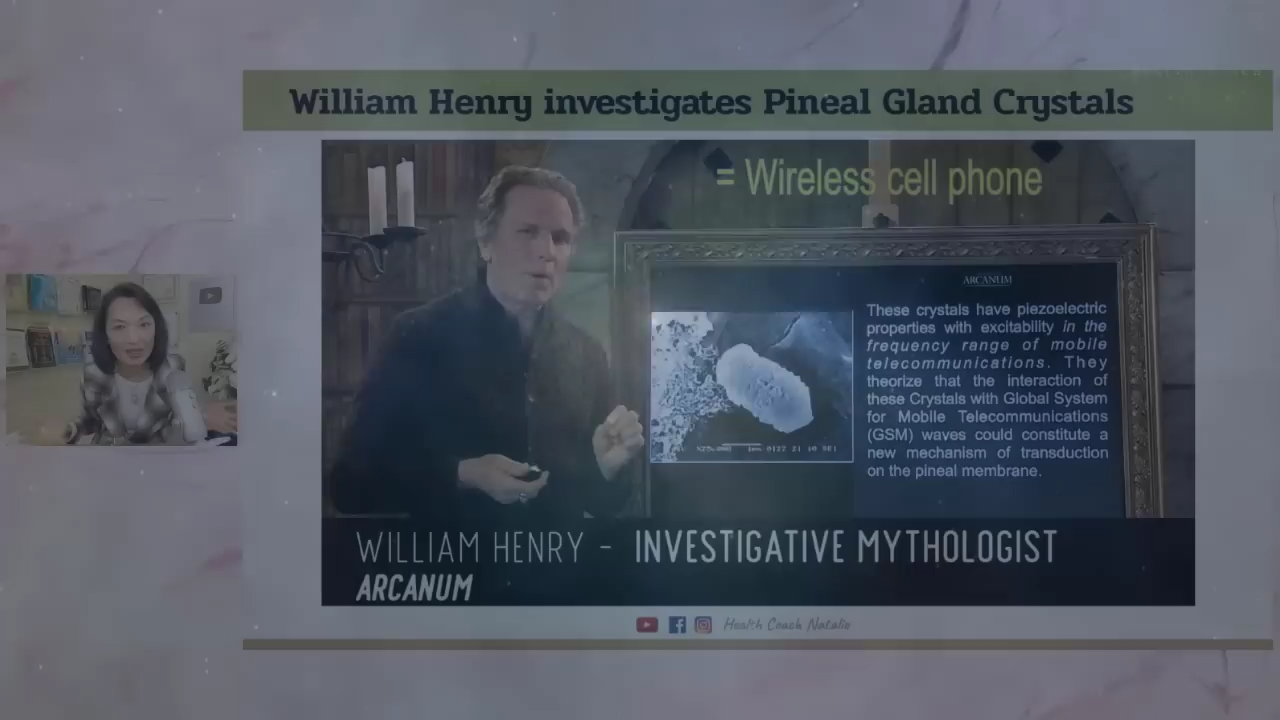 William Henry investigates Pineal Gland Crystals
= Wireless cell phone
ARCANUM
These crystals have piezoelectric
properties with excitability in the
frequency range of mobile
telecommunications. They
theorize that the interaction of
these Crystals with Global System
for Mobile Telecommunications
(GSM) waves could constitute a
new mechanism of transduction
on the pineal membrane.
WILLIAM HENRY - INVESTIGATIVE MYTHOLOGIST
ARCANUM
Health Coach Natalie